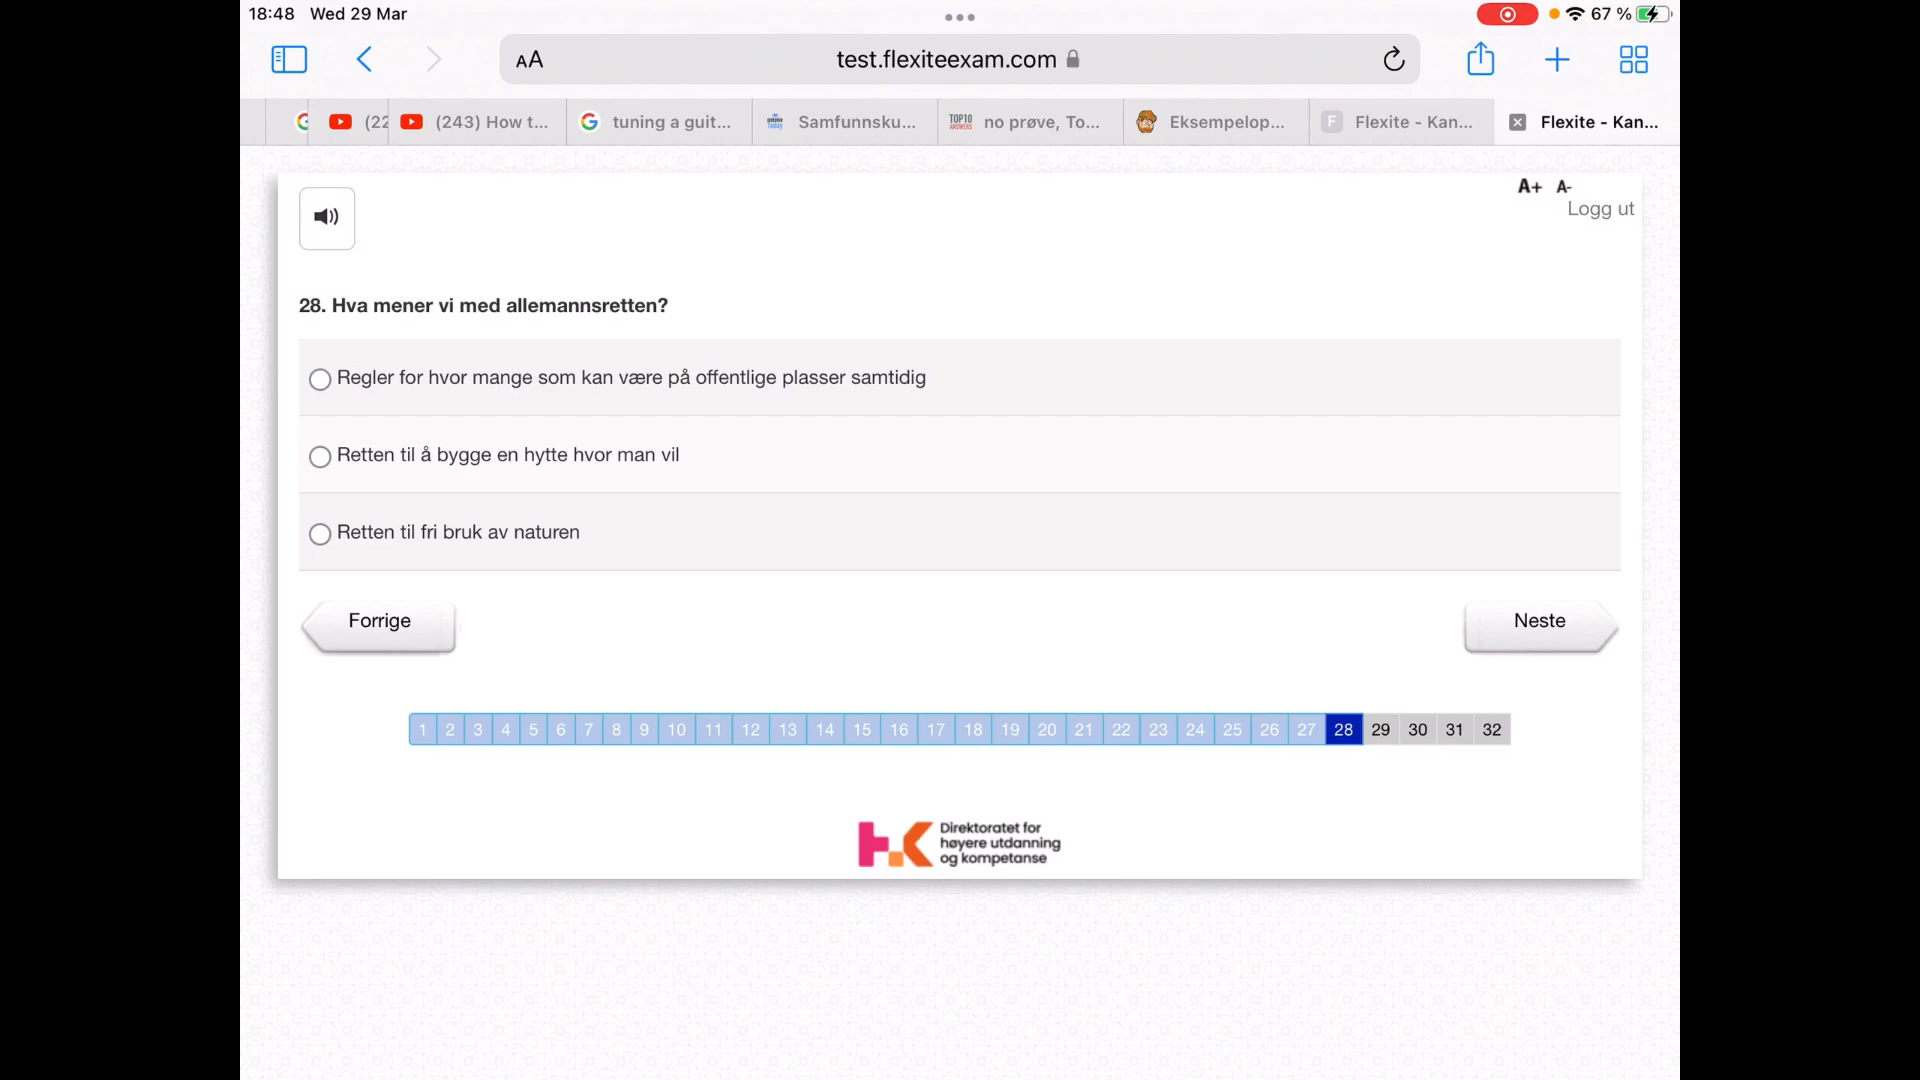 18:48 Wed 29 Mar
67 %
AA
test.flexiteexam.com
(22
(243) How t...
tuning a guit...
Samfunnsku...
TOP10 ANSWERS
no prøve, To...
Eksempelop...
F
Flexite - Kan...
Flexite - Kan...
A+ A-
Logg ut
28. Hva mener vi med allemannsretten?
Regler for hvor mange som kan være på offentlige plasser samtidig
Retten til å bygge en hytte hvor man vil
Retten til fri bruk av naturen
Forrige
Neste
1 2 3 4 5 6 7 8 9 10 11 12 13 14 15 16 17 18 19 20 21 22 23 24 25 26 27 28 29 30 31 32
Direktoratet for
høyere utdanning
og kompetanse